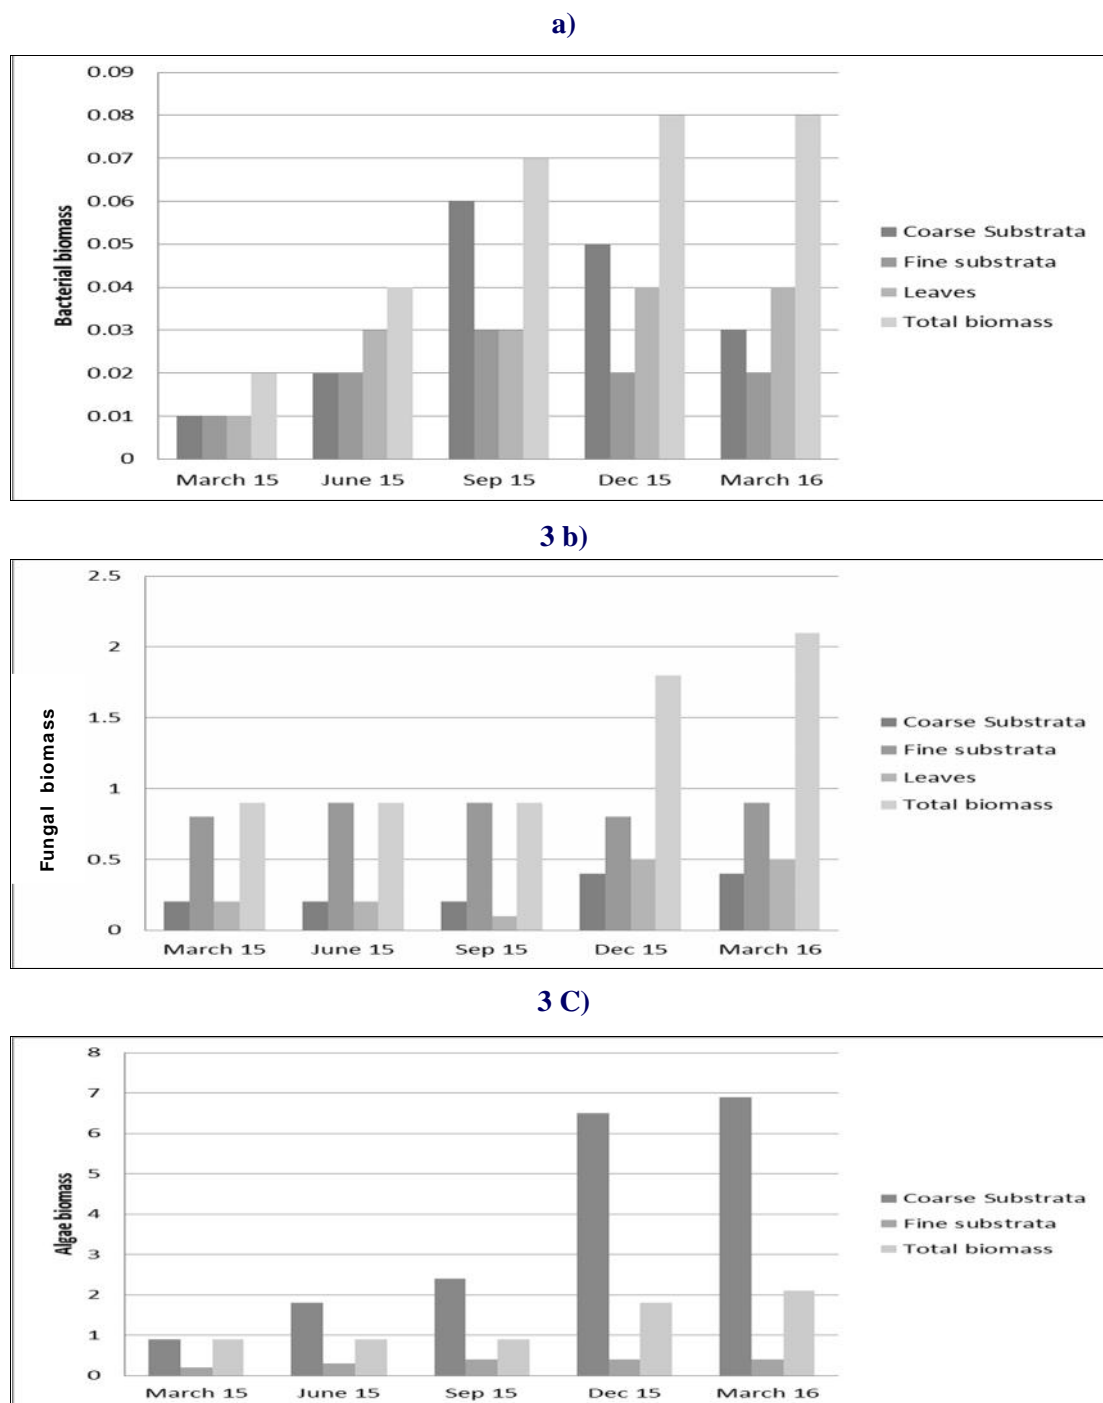 a)
0.09
0.08
0.07
0.06
0.05
0.04
0.03
0.02
0.01
0
Bacterial biomass
March 15 June 15 Sep 15 Dec 15 March 16
Coarse Substrata
Fine substrata
Leaves
Total biomass
3 b)
2.5
2
1.5
1
0.5
0
Fungal biomass
March 15 June 15 Sep 15 Dec 15 March 16
Coarse Substrata
Fine substrata
Leaves
Total biomass
3 C)
8
7
6
5
4
3
2
1
0
Algae biomass
March 15 June 15 Sep 15 Dec 15 March 16
Coarse Substrata
Fine substrata
Total biomass